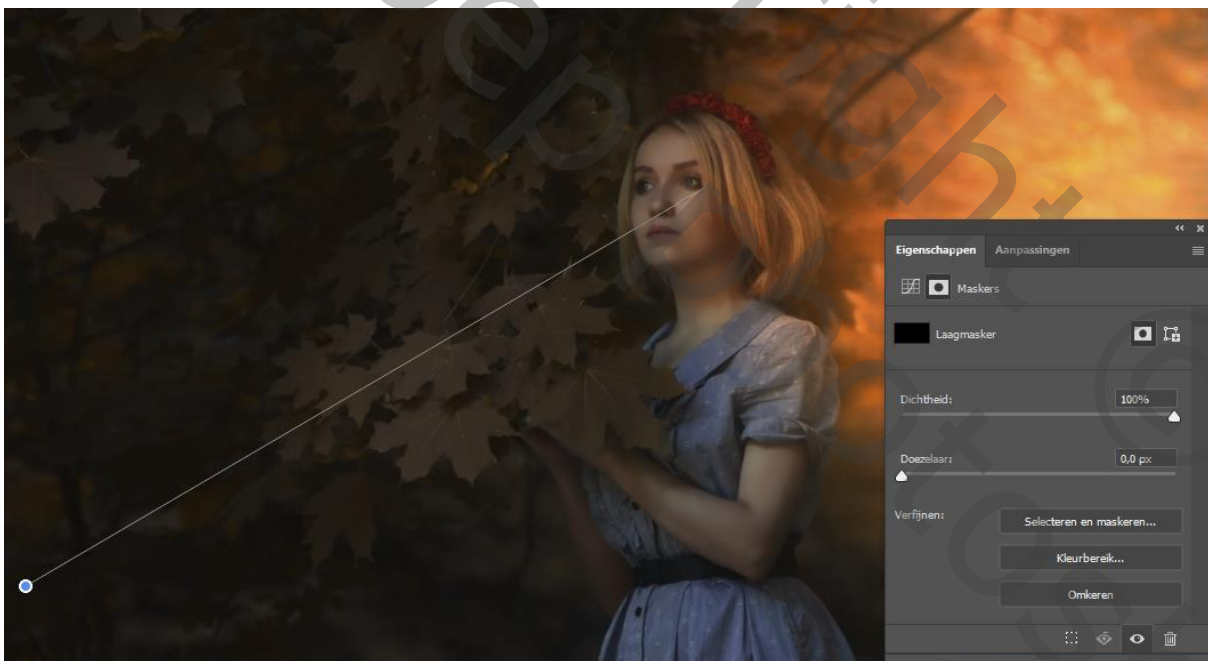 Eigenschappen Aanpassingen
Maskers
Laagmasker
Dichtheid: 100%
Doezelaar: 0,0 px
Verfijnen: Selecteren en maskeren...
Kleurbereik...
Omkeren